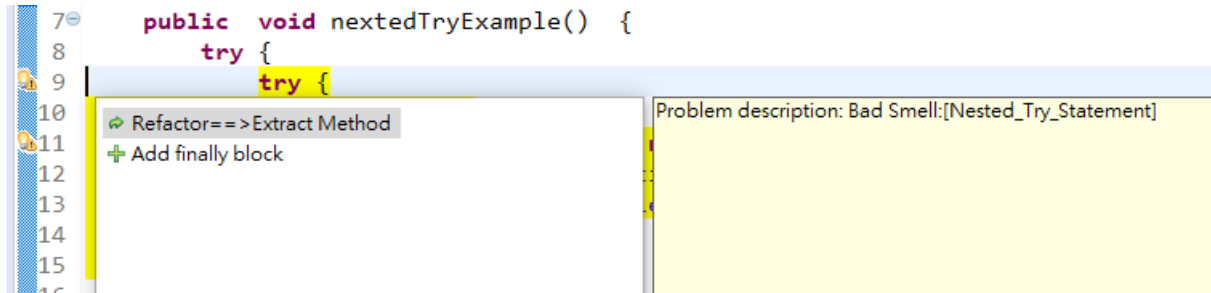 7 public void nextedTryExample() {
8 try {
9 try {
10
Refactor==>Extract Method
Problem description: Bad Smell:[Nested_Try_Statement]
11
Add finally block
12
13
14
15